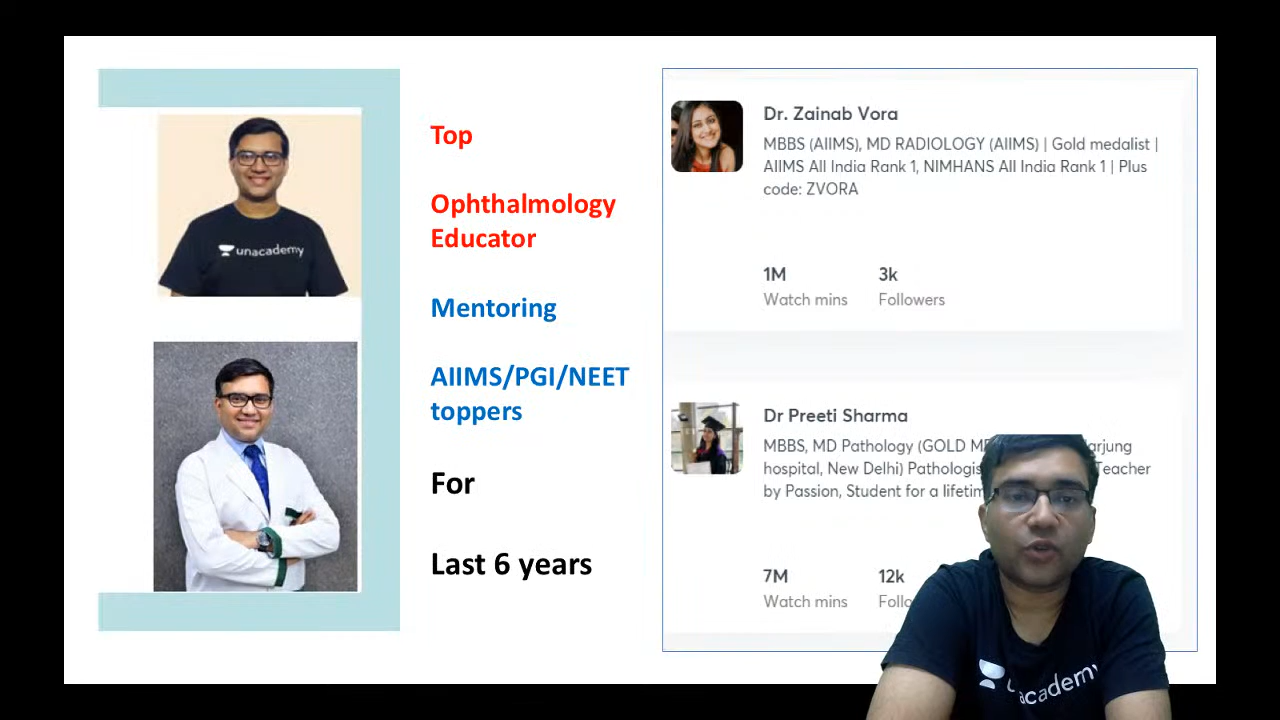 Top
Ophthalmology
Educator
Mentoring
AIIMS/PGI/NEET
toppers
For
Last 6 years
unacademy
Dr. Zainab Vora
MBBS (AIIMS), MD RADIOLOGY (AIIMS) | Gold medalist |
AIIMS All India Rank 1, NIMHANS All India Rank 1 | Plus
code: ZVORA
1M 3k
Watch mins Followers
Dr Preeti Sharma
MBBS, MD Pathology (GOLD
hospital, New Delhi) Teacher
by Passion, Student for a
7M 12k
Watch mins
unacademy